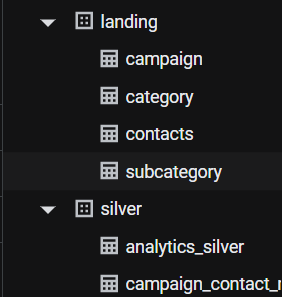 landing
campaign
category
contacts
subcategory
silver
analytics_silver